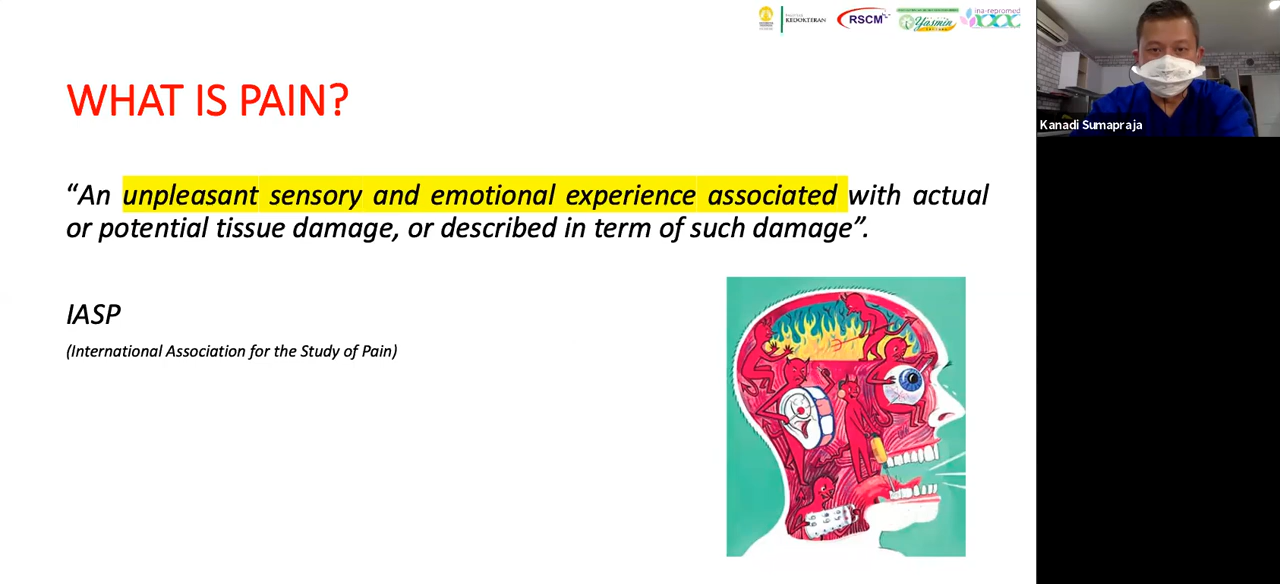 KEDOKTERAN
RSCM
Yasmin
ina-repromed
WHAT IS PAIN?
“An unpleasant sensory and emotional experience associated with actual
or potential tissue damage, or described in term of such damage”.
IASP
(International Association for the Study of Pain)
Kanadi Sumapraja